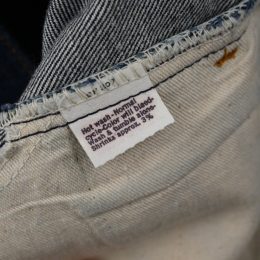 Hot wash-Normal
cycle-Color will bleed-
Wash & tumble alone-
Shrinks approx. 3%